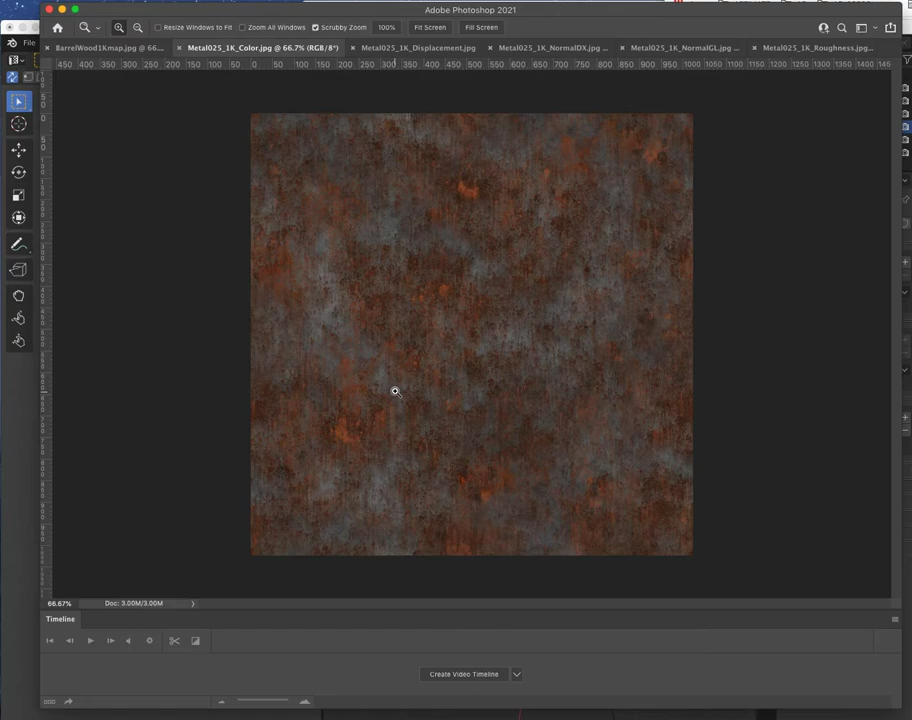 Adobe Photoshop 2021
Resize Windows to Fit Zoom All Windows Scrubby Zoom 100% Fit Screen Fill Screen
File
BarrelWood1Kmap.jpg @ 66.... Metal025_1K_Color.jpg @ 66.7% (RGB/8*) Metal025_1K_Displacement.jpg Metal025_1K_NormalDX.jpg ... Metal025_1K_NormalGL.jpg ... Metal025_1K_Roughness.jpg...
450 400 350 300 250 200 150 100 50 0 50 100 150 200 250 300 350 400 450 500 550 600 650 700 750 800 850 900 950 1000 1050 1100 1150 1200 1250 1300 1350 1400 145
66.67% Doc: 3.00M/3.00M
Timeline
Create Video Timeline